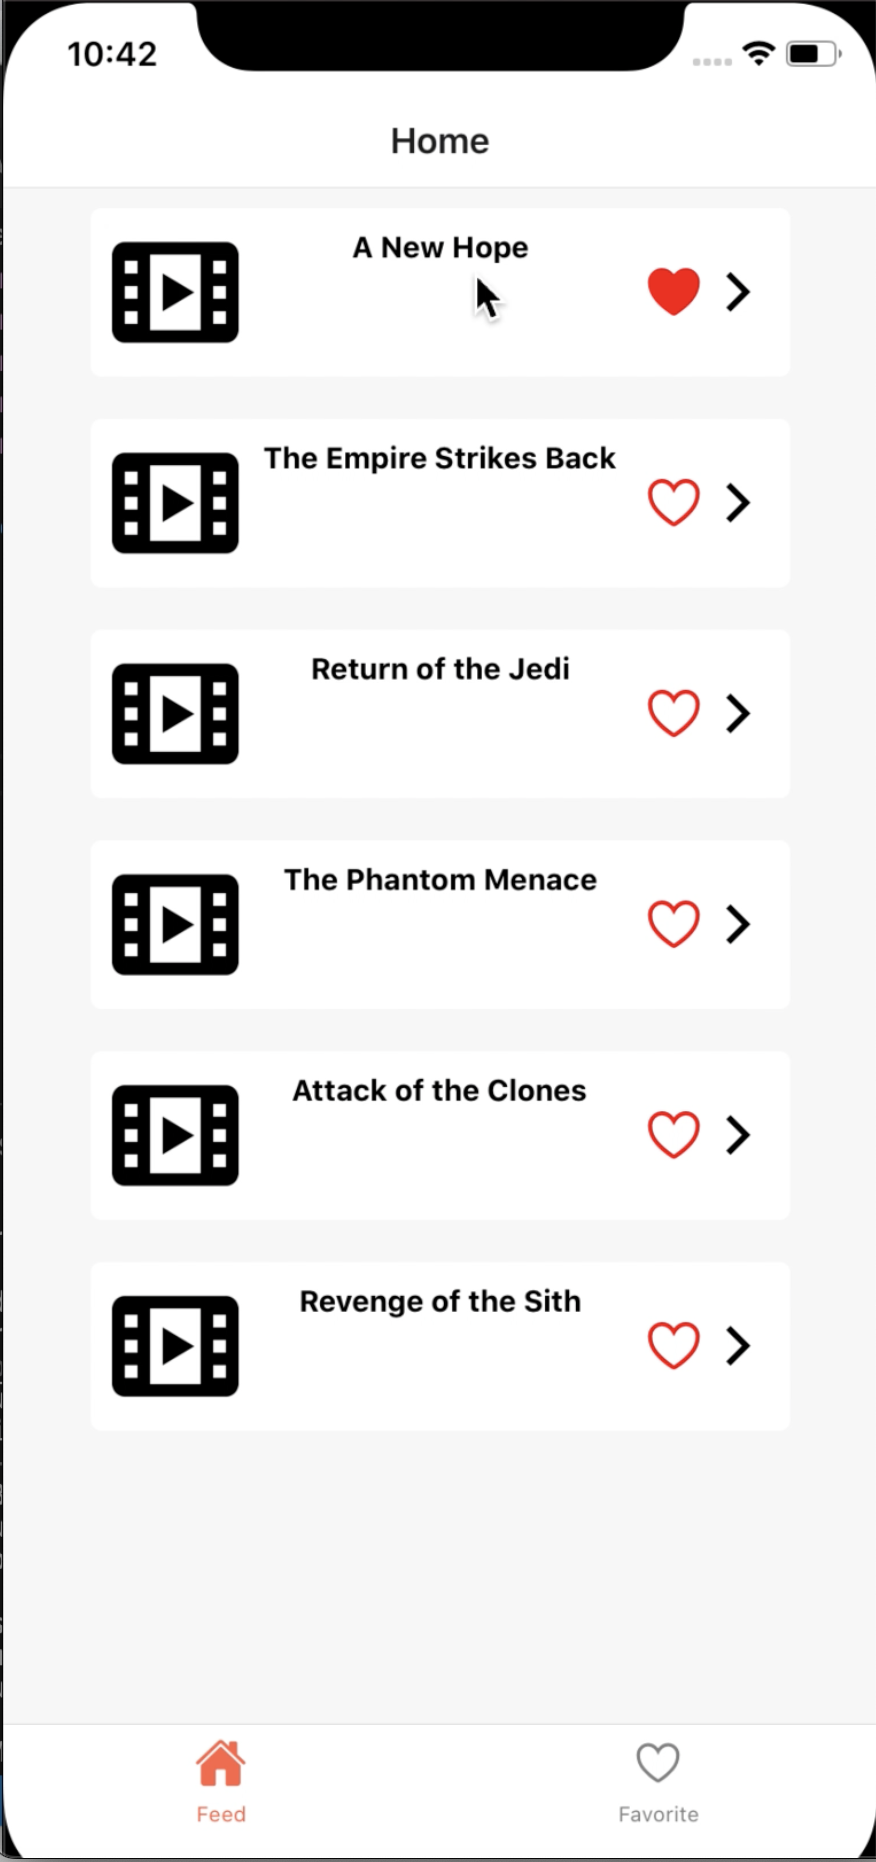 10:42
Home
A New Hope
The Empire Strikes Back
Return of the Jedi
The Phantom Menace
Attack of the Clones
Revenge of the Sith
Feed
Favorite